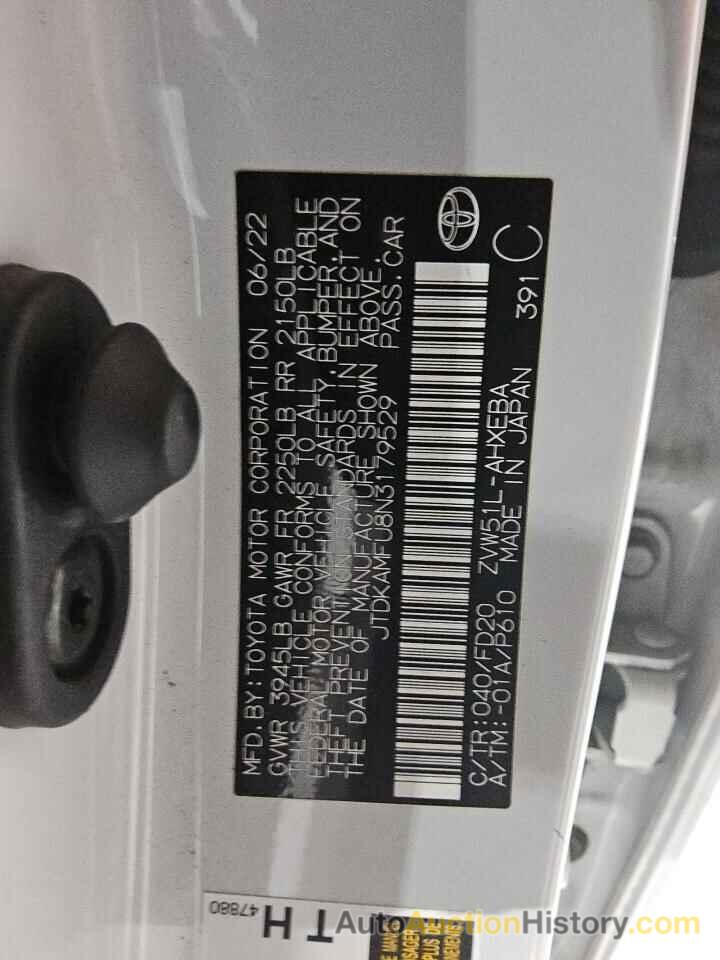 MFD.BY:TOYOTA MOTOR CORPORATION 06/22
GVWR 3945LB GAWR FR 2250LB RR 2150LB
THIS VEHICLE CONFORMS TO ALL APPLICABLE
FEDERAL MOTOR VEHICLE SAFETY, BUMPER, AND
THEFT PREVENTION STANDARDS IN EFFECT ON
THE DATE OF MANUFACTURE SHOWN ABOVE.
JTDKAMFU8N3179529 PASS.CAR
C/TR:040/FD20 ZVW51L-AHXEBA
A/TM:-01A/P610 MADE IN JAPAN 391 C
TH
47880
AutoAuctionHistory.com